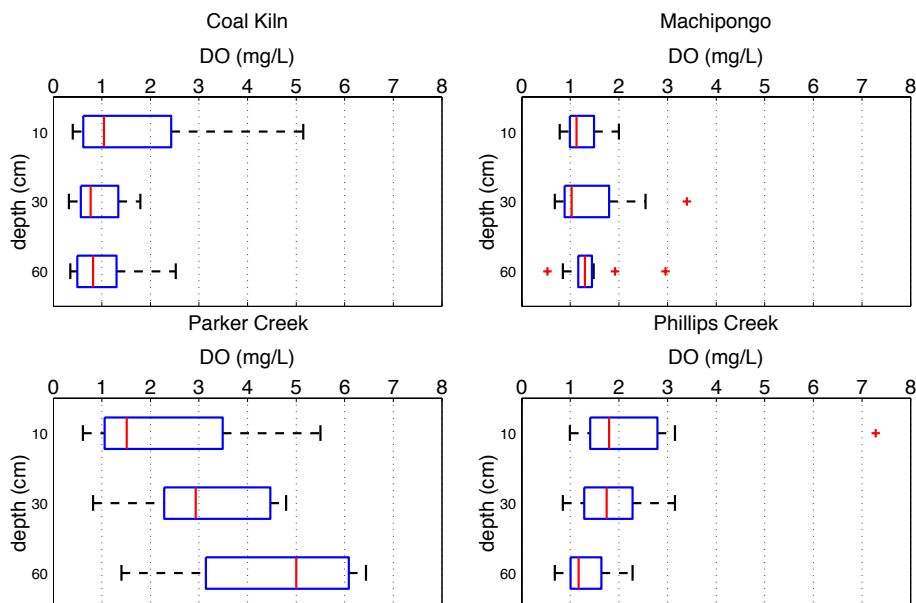 Coal Kiln
DO (mg/L)
0 1 2 3 4 5 6 7 8
depth (cm)
10
30
60
Machipongo
DO (mg/L)
0 1 2 3 4 5 6 7 8
depth (cm)
10
30
60
Parker Creek
DO (mg/L)
0 1 2 3 4 5 6 7 8
depth (cm)
10
30
60
Phillips Creek
DO (mg/L)
0 1 2 3 4 5 6 7 8
depth (cm)
10
30
60